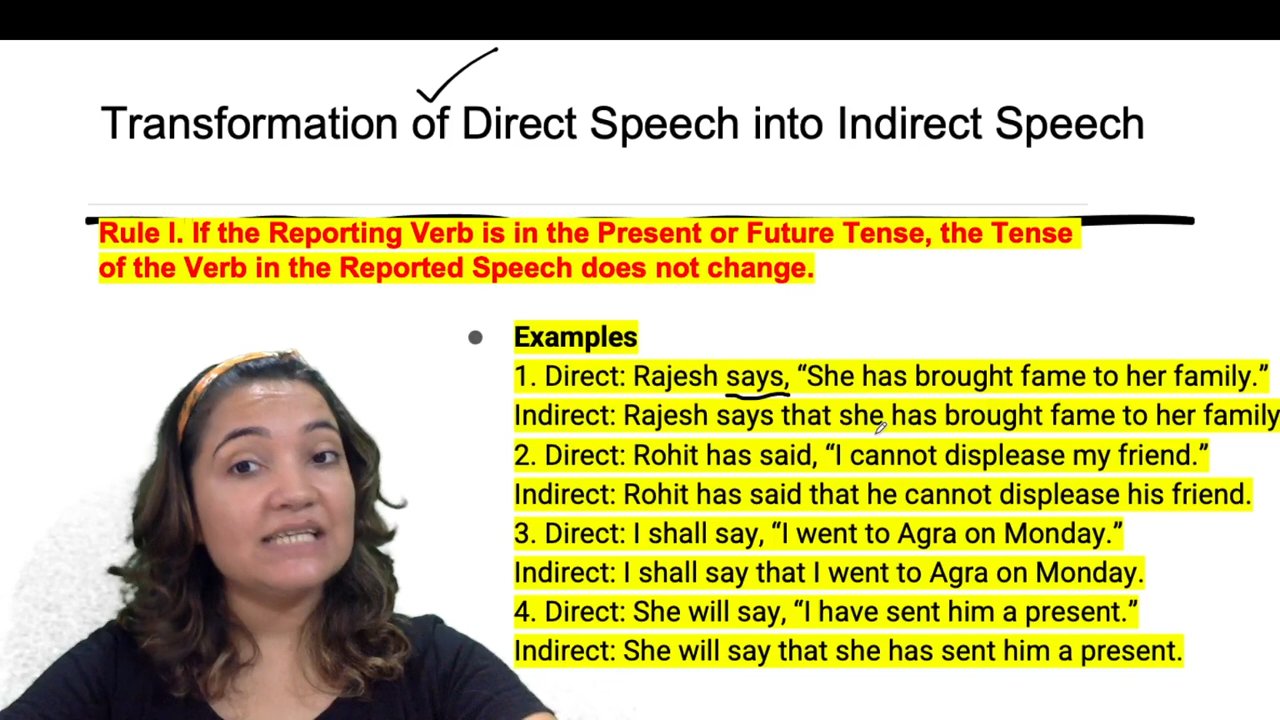 Transformation of Direct Speech into Indirect Speech
Rule I. If the Reporting Verb is in the Present or Future Tense, the Tense
of the Verb in the Reported Speech does not change.
Examples
1. Direct: Rajesh says, “She has brought fame to her family.”
Indirect: Rajesh says that she has brought fame to her family
2. Direct: Rohit has said, “I cannot displease my friend.”
Indirect: Rohit has said that he cannot displease his friend.
3. Direct: I shall say, “I went to Agra on Monday.”
Indirect: I shall say that I went to Agra on Monday.
4. Direct: She will say, “I have sent him a present.”
Indirect: She will say that she has sent him a present.